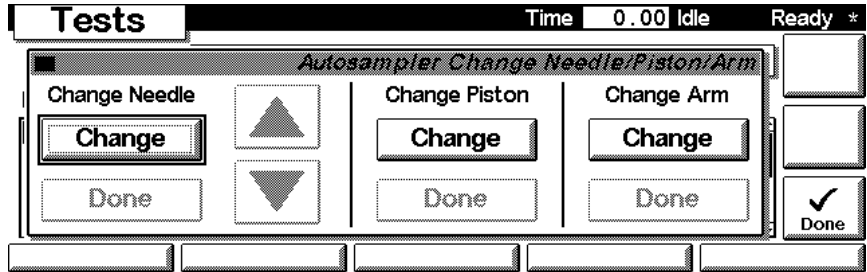 Tests Time 0.00 Idle Ready *
Autosampler Change Needle/Piston/Arm
Change Needle Change Piston Change Arm
Change Change Change
Done Done Done Done